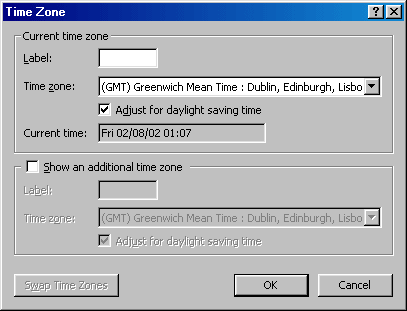 Time Zone
Current time zone
Label:
Time zone: (GMT) Greenwich Mean Time : Dublin, Edinburgh, Lisbo
Adjust for daylight saving time
Current time: Fri 02/08/02 01:07
Show an additional time zone
Label:
Time zone: (GMT) Greenwich Mean Time : Dublin, Edinburgh, Lisbo
Adjust for daylight saving time
Swap Time Zones OK Cancel